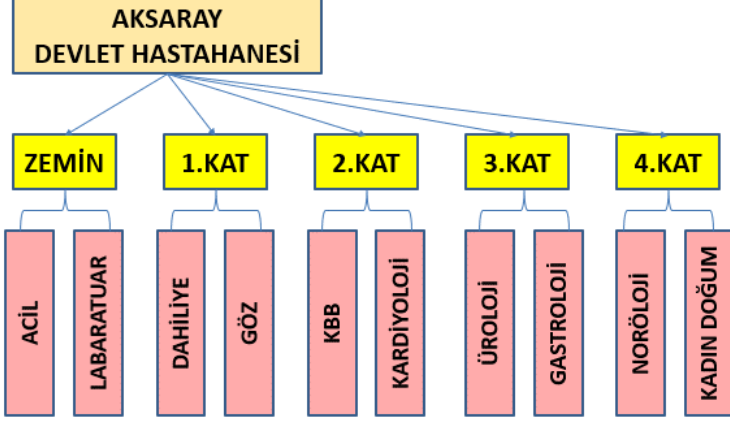 AKSARAY
DEVLET HASTAHANESİ
ZEMİN
1.KAT
2.KAT
3.KAT
4.KAT
ACİL
LABARATUAR
DAHİLİYE
GÖZ
KBB
KARDİYOLOJİ
ÜROLOJİ
GASTROLOJİ
NORÖLOJİ
KADIN DOĞUM